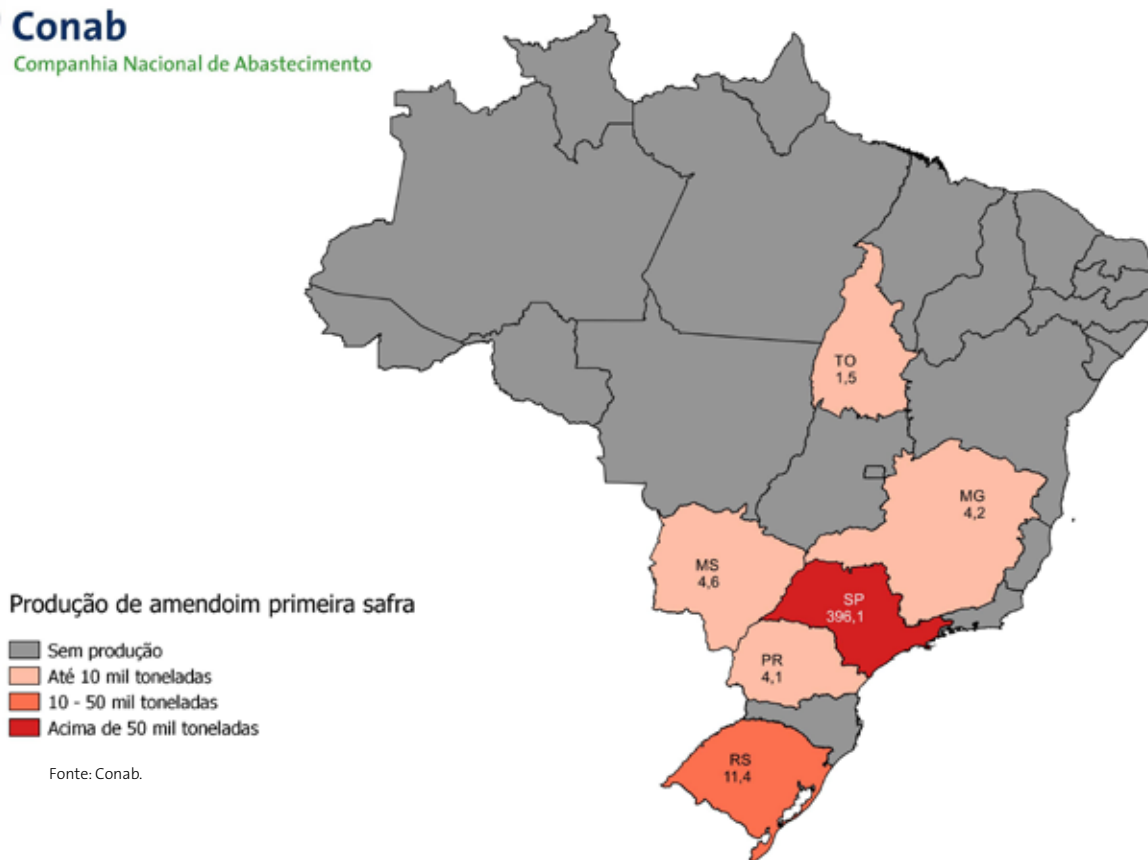 Conab
Companhia Nacional de Abastecimento
TO
1,5
MG
4,2
MS
4,6
SP
396,1
PR
4,1
RS
11,4
Produção de amendoim primeira safra
Sem produção
Até 10 mil toneladas
10 - 50 mil toneladas
Acima de 50 mil toneladas
Fonte: Conab.